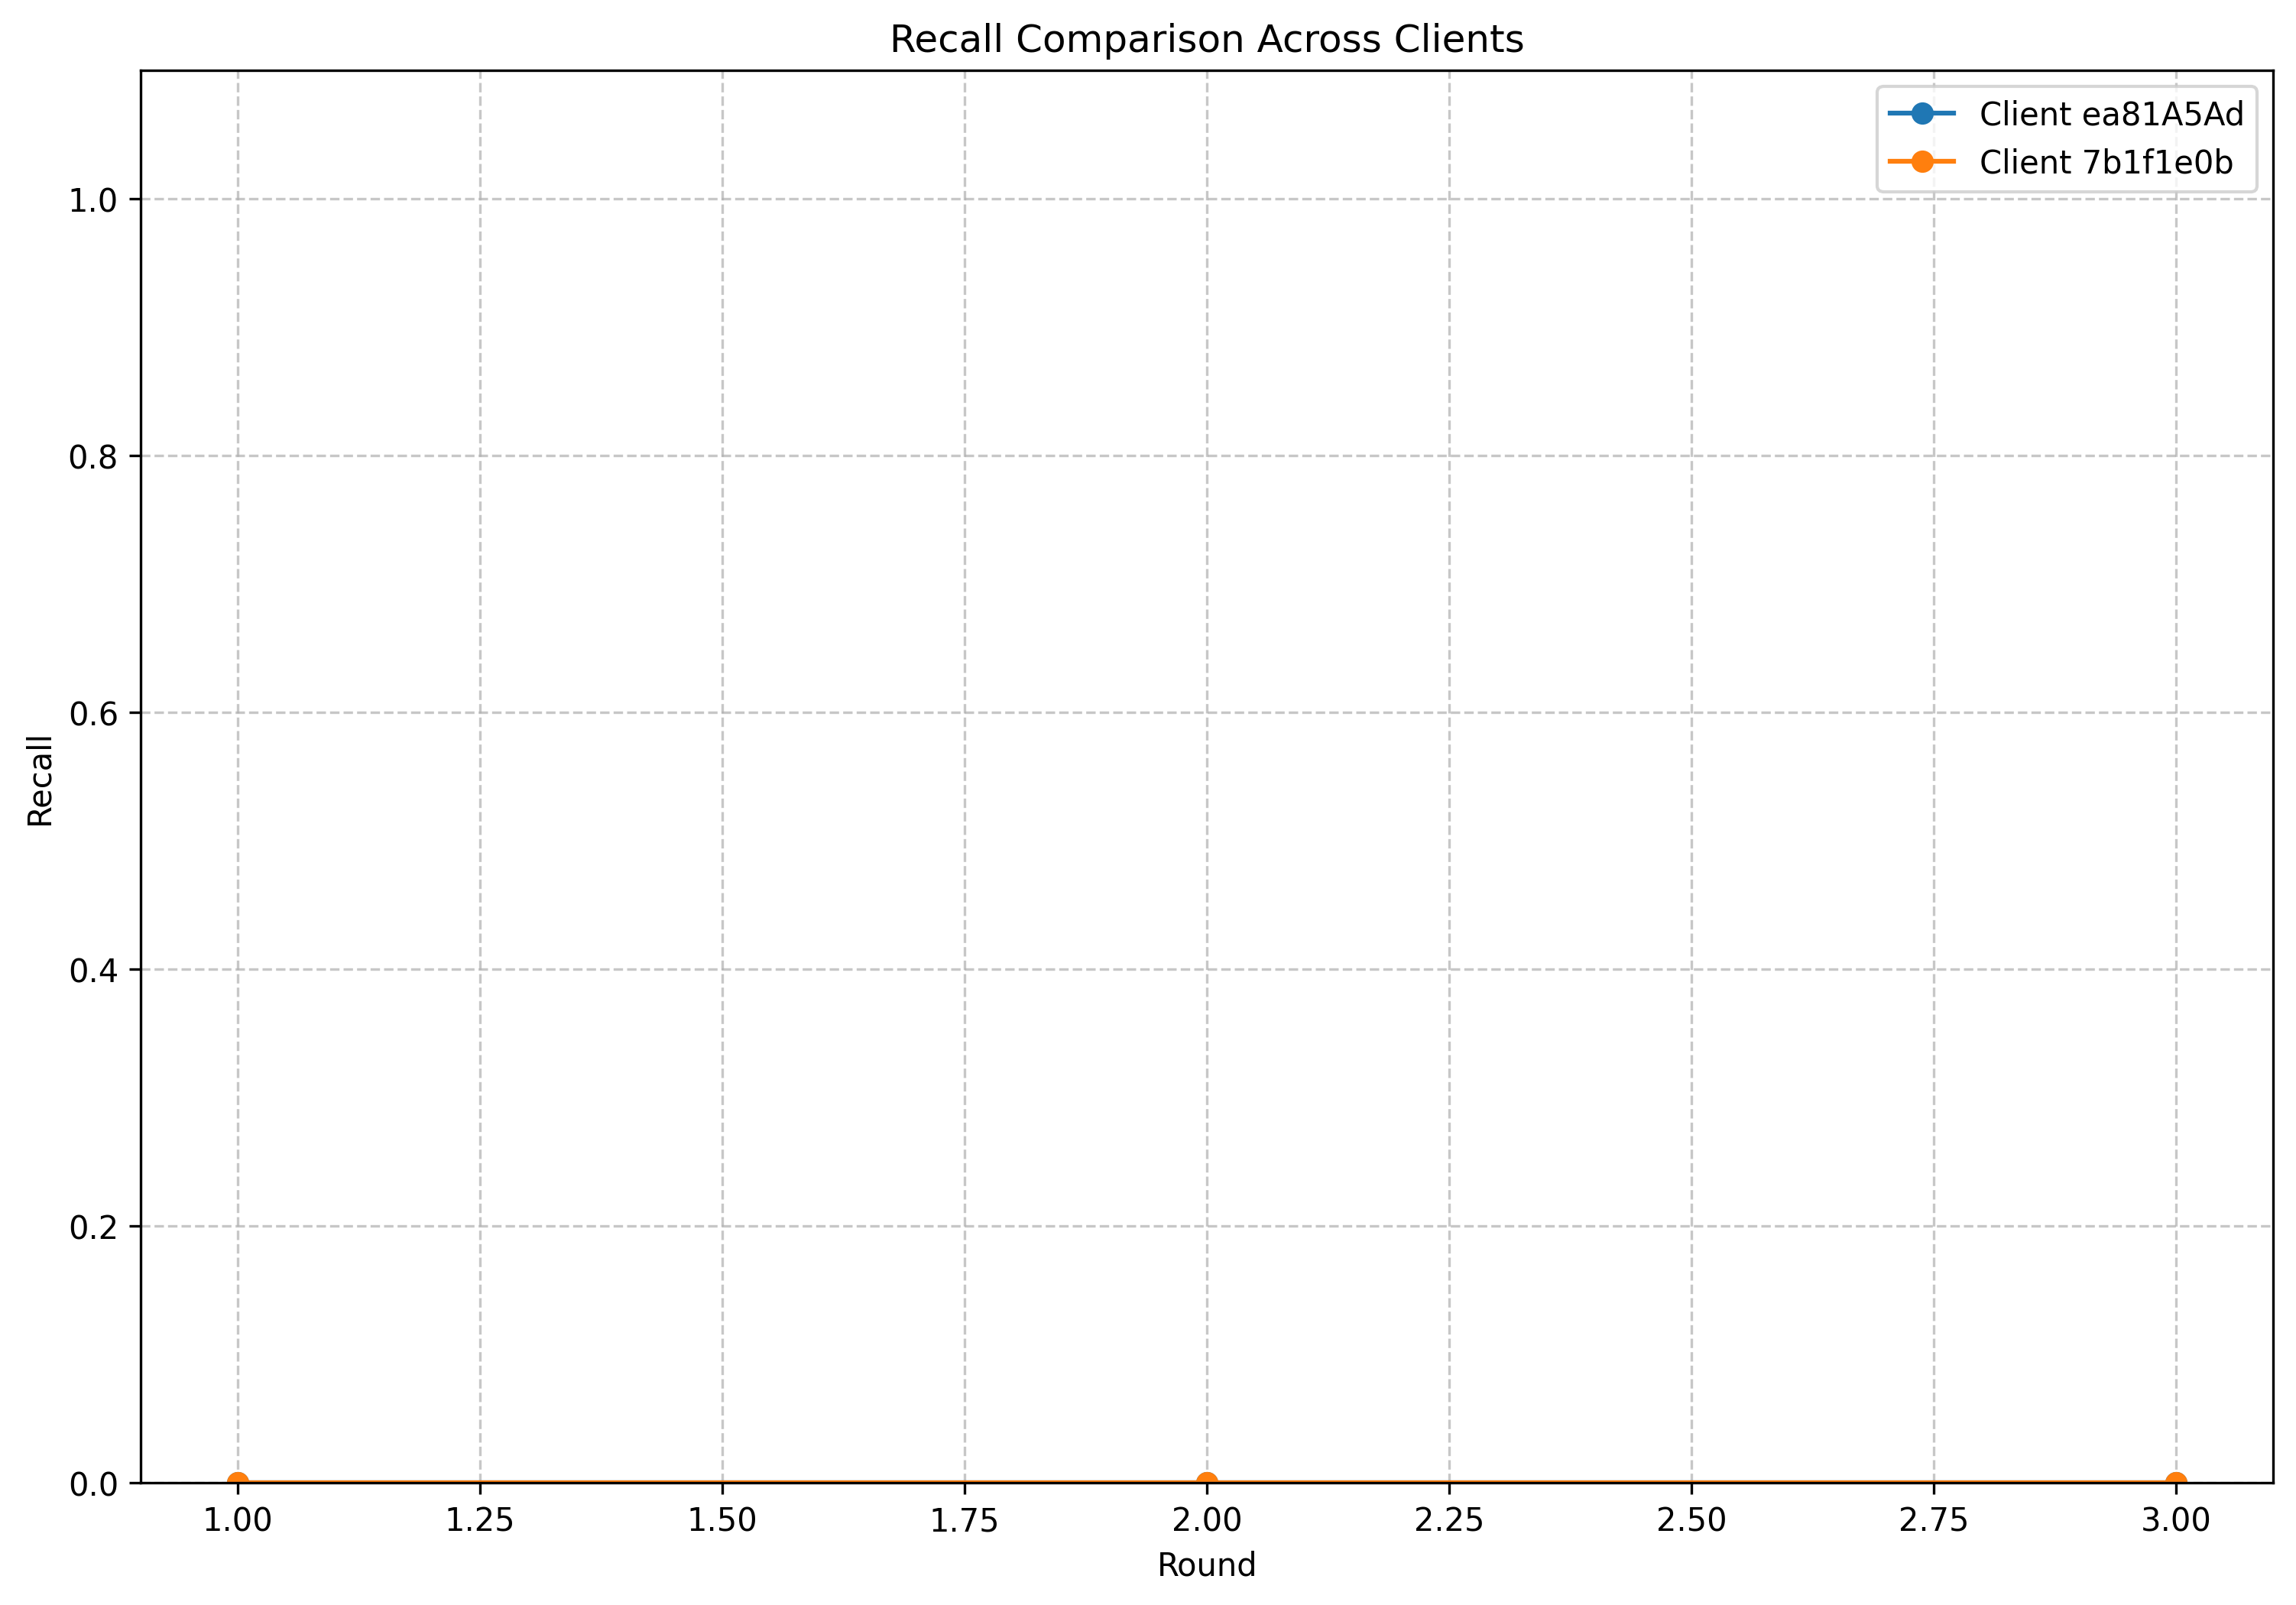 Recall Comparison Across Clients
Client ea81A5Ad
Client 7b1f1e0b
1.0
0.8
0.6
0.4
0.2
0.0
Recall
1.00 1.25 1.50 1.75 2.00 2.25 2.50 2.75 3.00
Round